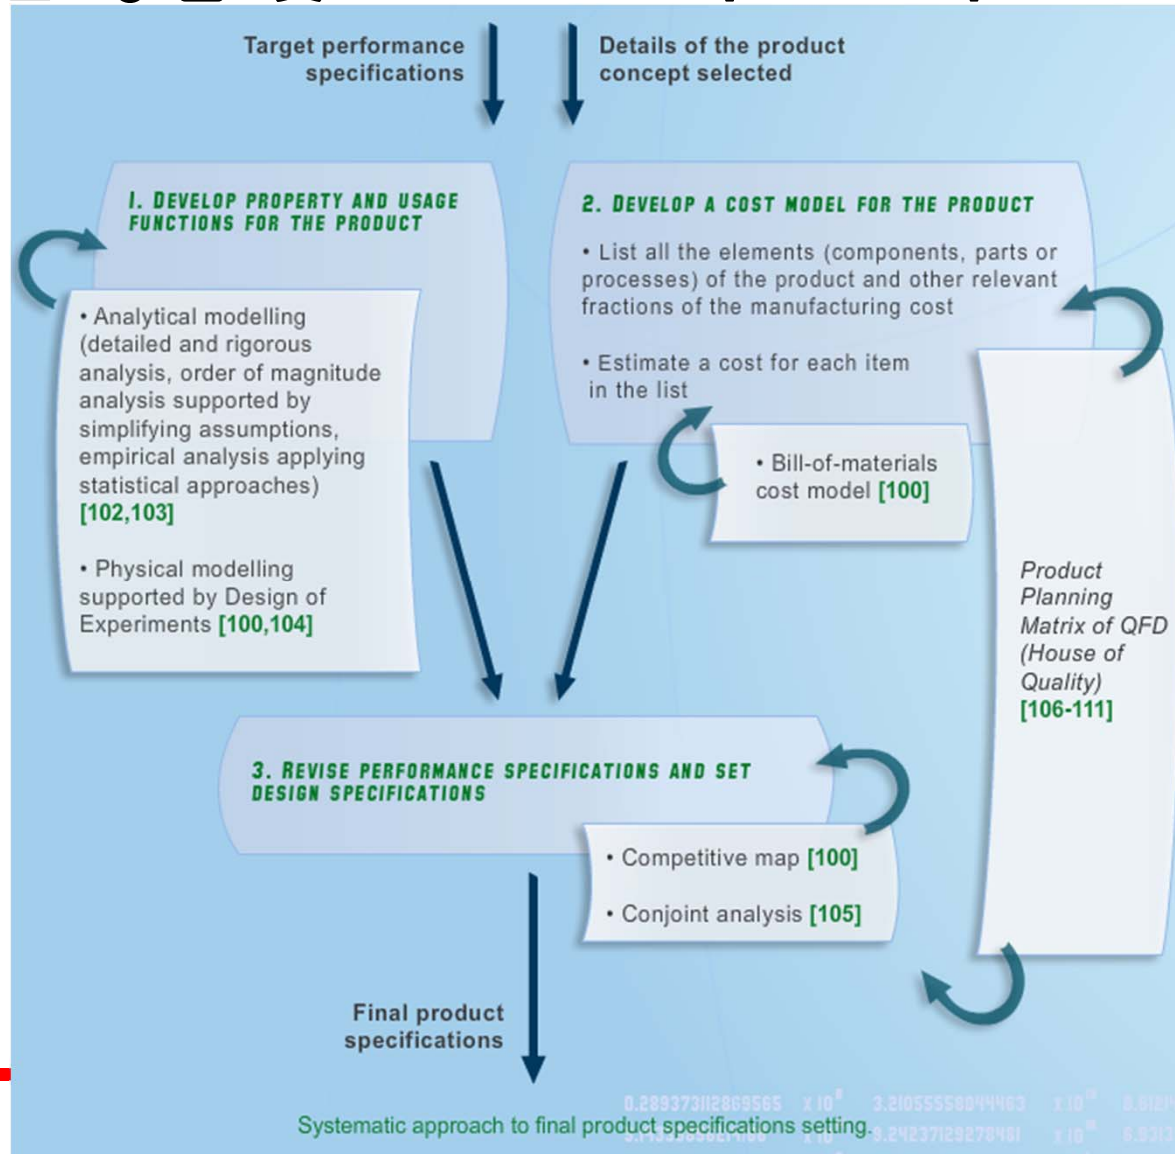 Target performance
specifications
Details of the product
concept selected
1. DEVELOP PROPERTY AND USAGE
FUNCTIONS FOR THE PRODUCT
• Analytical modelling
(detailed and rigorous
analysis, order of magnitude
analysis supported by
simplifying assumptions,
empirical analysis applying
statistical approaches)
[102,103]
• Physical modelling
supported by Design of
Experiments [100,104]
2. DEVELOP A COST MODEL FOR THE PRODUCT
• List all the elements (components, parts or
processes) of the product and other relevant
fractions of the manufacturing cost
• Estimate a cost for each item
in the list
• Bill-of-materials
cost model [100]
Product
Planning
Matrix of QFD
(House of
Quality)
[106-111]
3. REVISE PERFORMANCE SPECIFICATIONS AND SET
DESIGN SPECIFICATIONS
• Competitive map [100]
• Conjoint analysis [105]
Final product
specifications
0.289373112869565 x 10
Systematic approach to final product specifications setting.
9.24237129278461 x 10